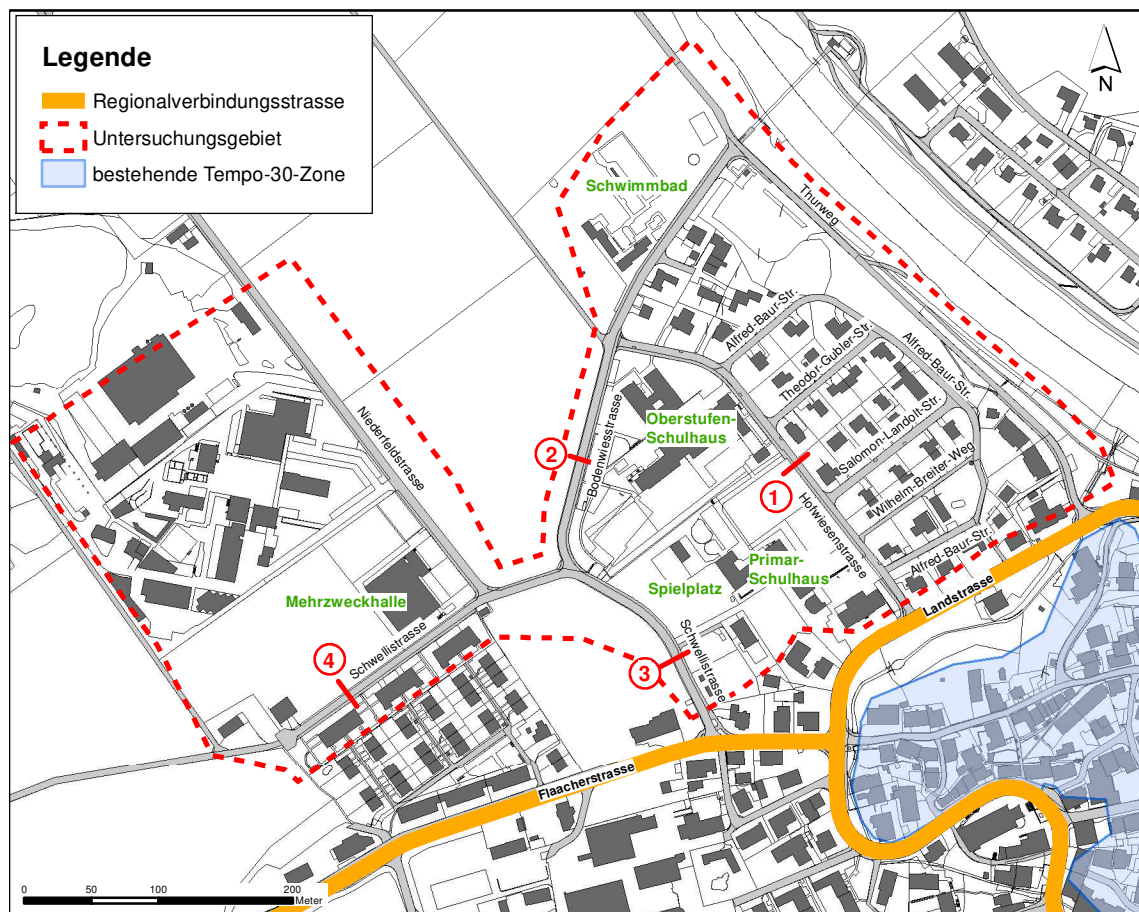 Legende
Regionalverbindungsstrasse
Untersuchungsgebiet
bestehende Tempo-30-Zone
N
Schwimmbad
Thurweg
Alfred-Baur-Str.
Theodor-Gubler-Str.
Alfred-Baur-Str.
Niederfeldstrasse
Bodenwiesstrasse
Oberstufen-
Schulhaus
Salomon-Landolt-Str.
2
1
Wilhelm-Breiter-Weg
Hofwiesenstrasse
Alfred-Baur-Str.
Primar-
Schulhaus
Spielplatz
Landstrasse
Mehrzweckhalle
Schwellistrasse
Schwellistrasse
4
3
Flaacherstrasse
0 50 100 200
Meter